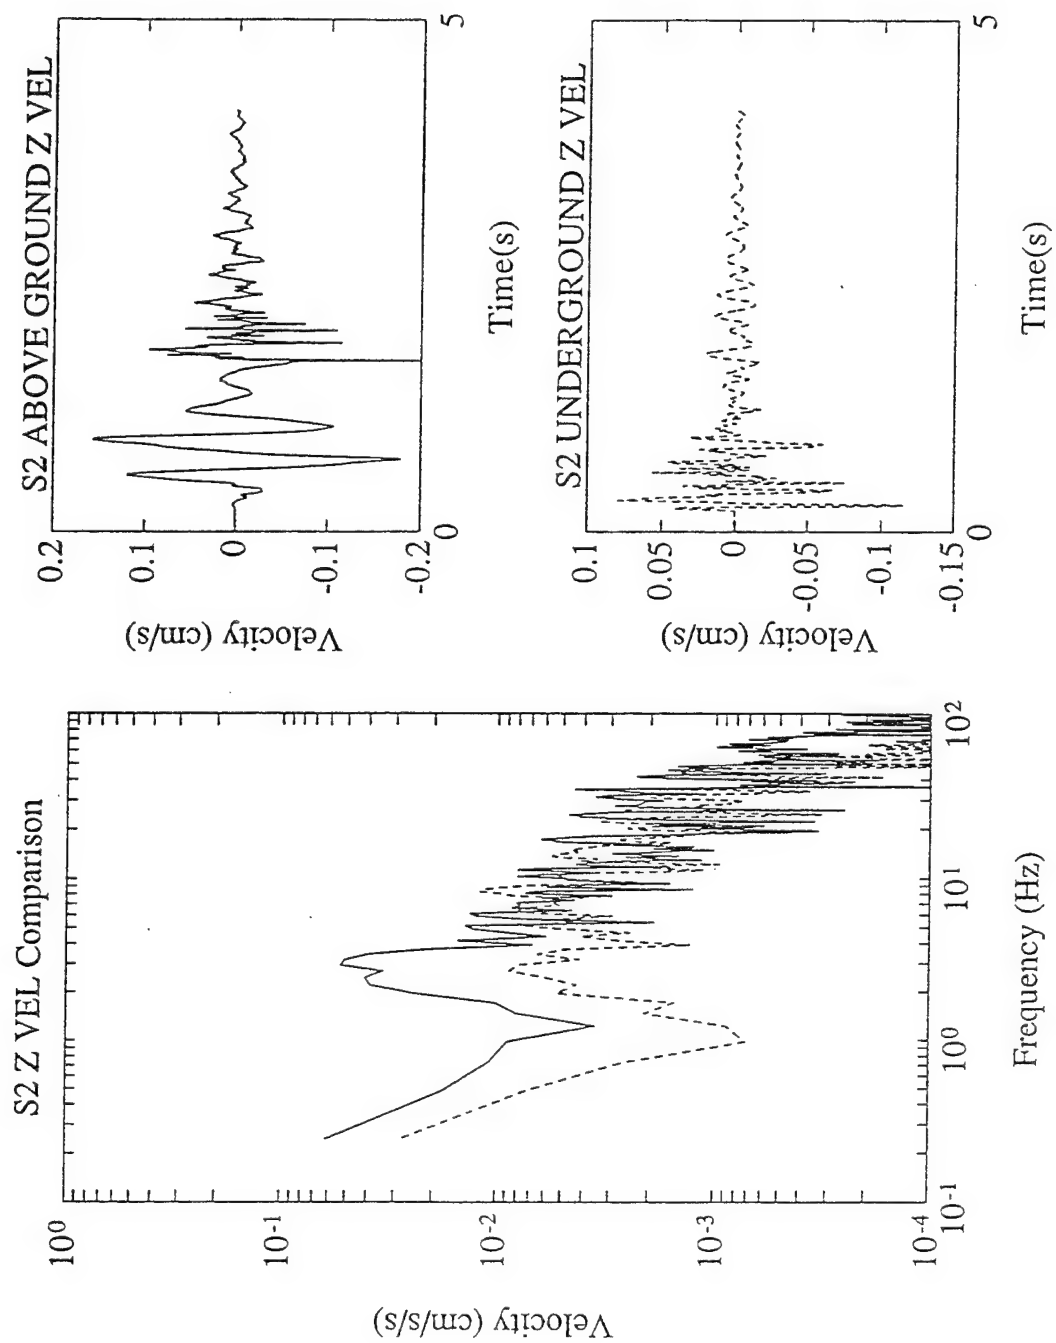 S2 Z VEL Comparison
Velocity (cm/s/s)
10^0
10^-1
10^-2
10^-3
10^-4
10^-1
10^0
10^1
10^2
Frequency (Hz)
S2 ABOVE GROUND Z VEL
Velocity (cm/s)
0.2
0.1
0
-0.1
-0.2
0
5
Time(s)
S2 UNDERGROUND Z VEL
Velocity (cm/s)
0.1
0.05
0
-0.05
-0.1
-0.15
0
5
Time(s)